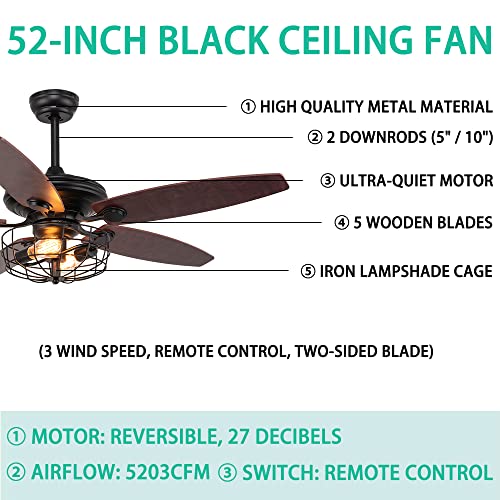 52-INCH BLACK CEILING FAN
① HIGH QUALITY METAL MATERIAL
② 2 DOWNRODS (5" / 10")
③ ULTRA-QUIET MOTOR
④ 5 WOODEN BLADES
⑤ IRON LAMPSHADE CAGE
(3 WIND SPEED, REMOTE CONTROL, TWO-SIDED BLADE)
① MOTOR: REVERSIBLE, 27 DECIBELS
② AIRFLOW: 5203CFM ③ SWITCH: REMOTE CONTROL